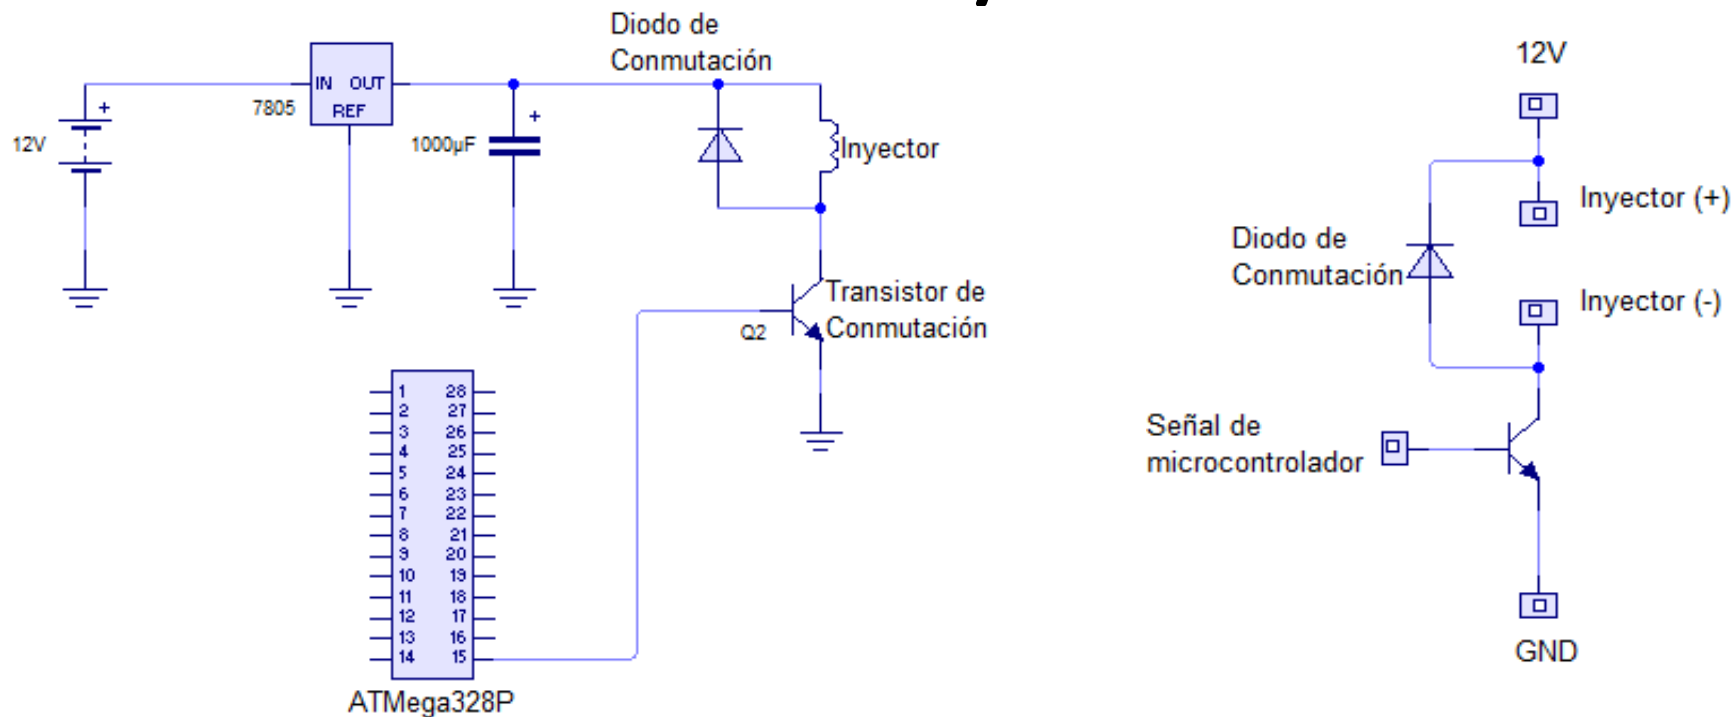 Diodo de
Conmutación
IN OUT
REF
7805
12V
+
1000µF
+
Inyector
Transistor de
Conmutación
Q2
1 28
2 27
3 26
4 25
5 24
6 23
7 22
8 21
9 20
10 19
11 18
12 17
13 16
14 15
ATMega328P
12V
Inyector (+)
Diodo de
Conmutación
Inyector (-)
Señal de
microcontrolador
GND